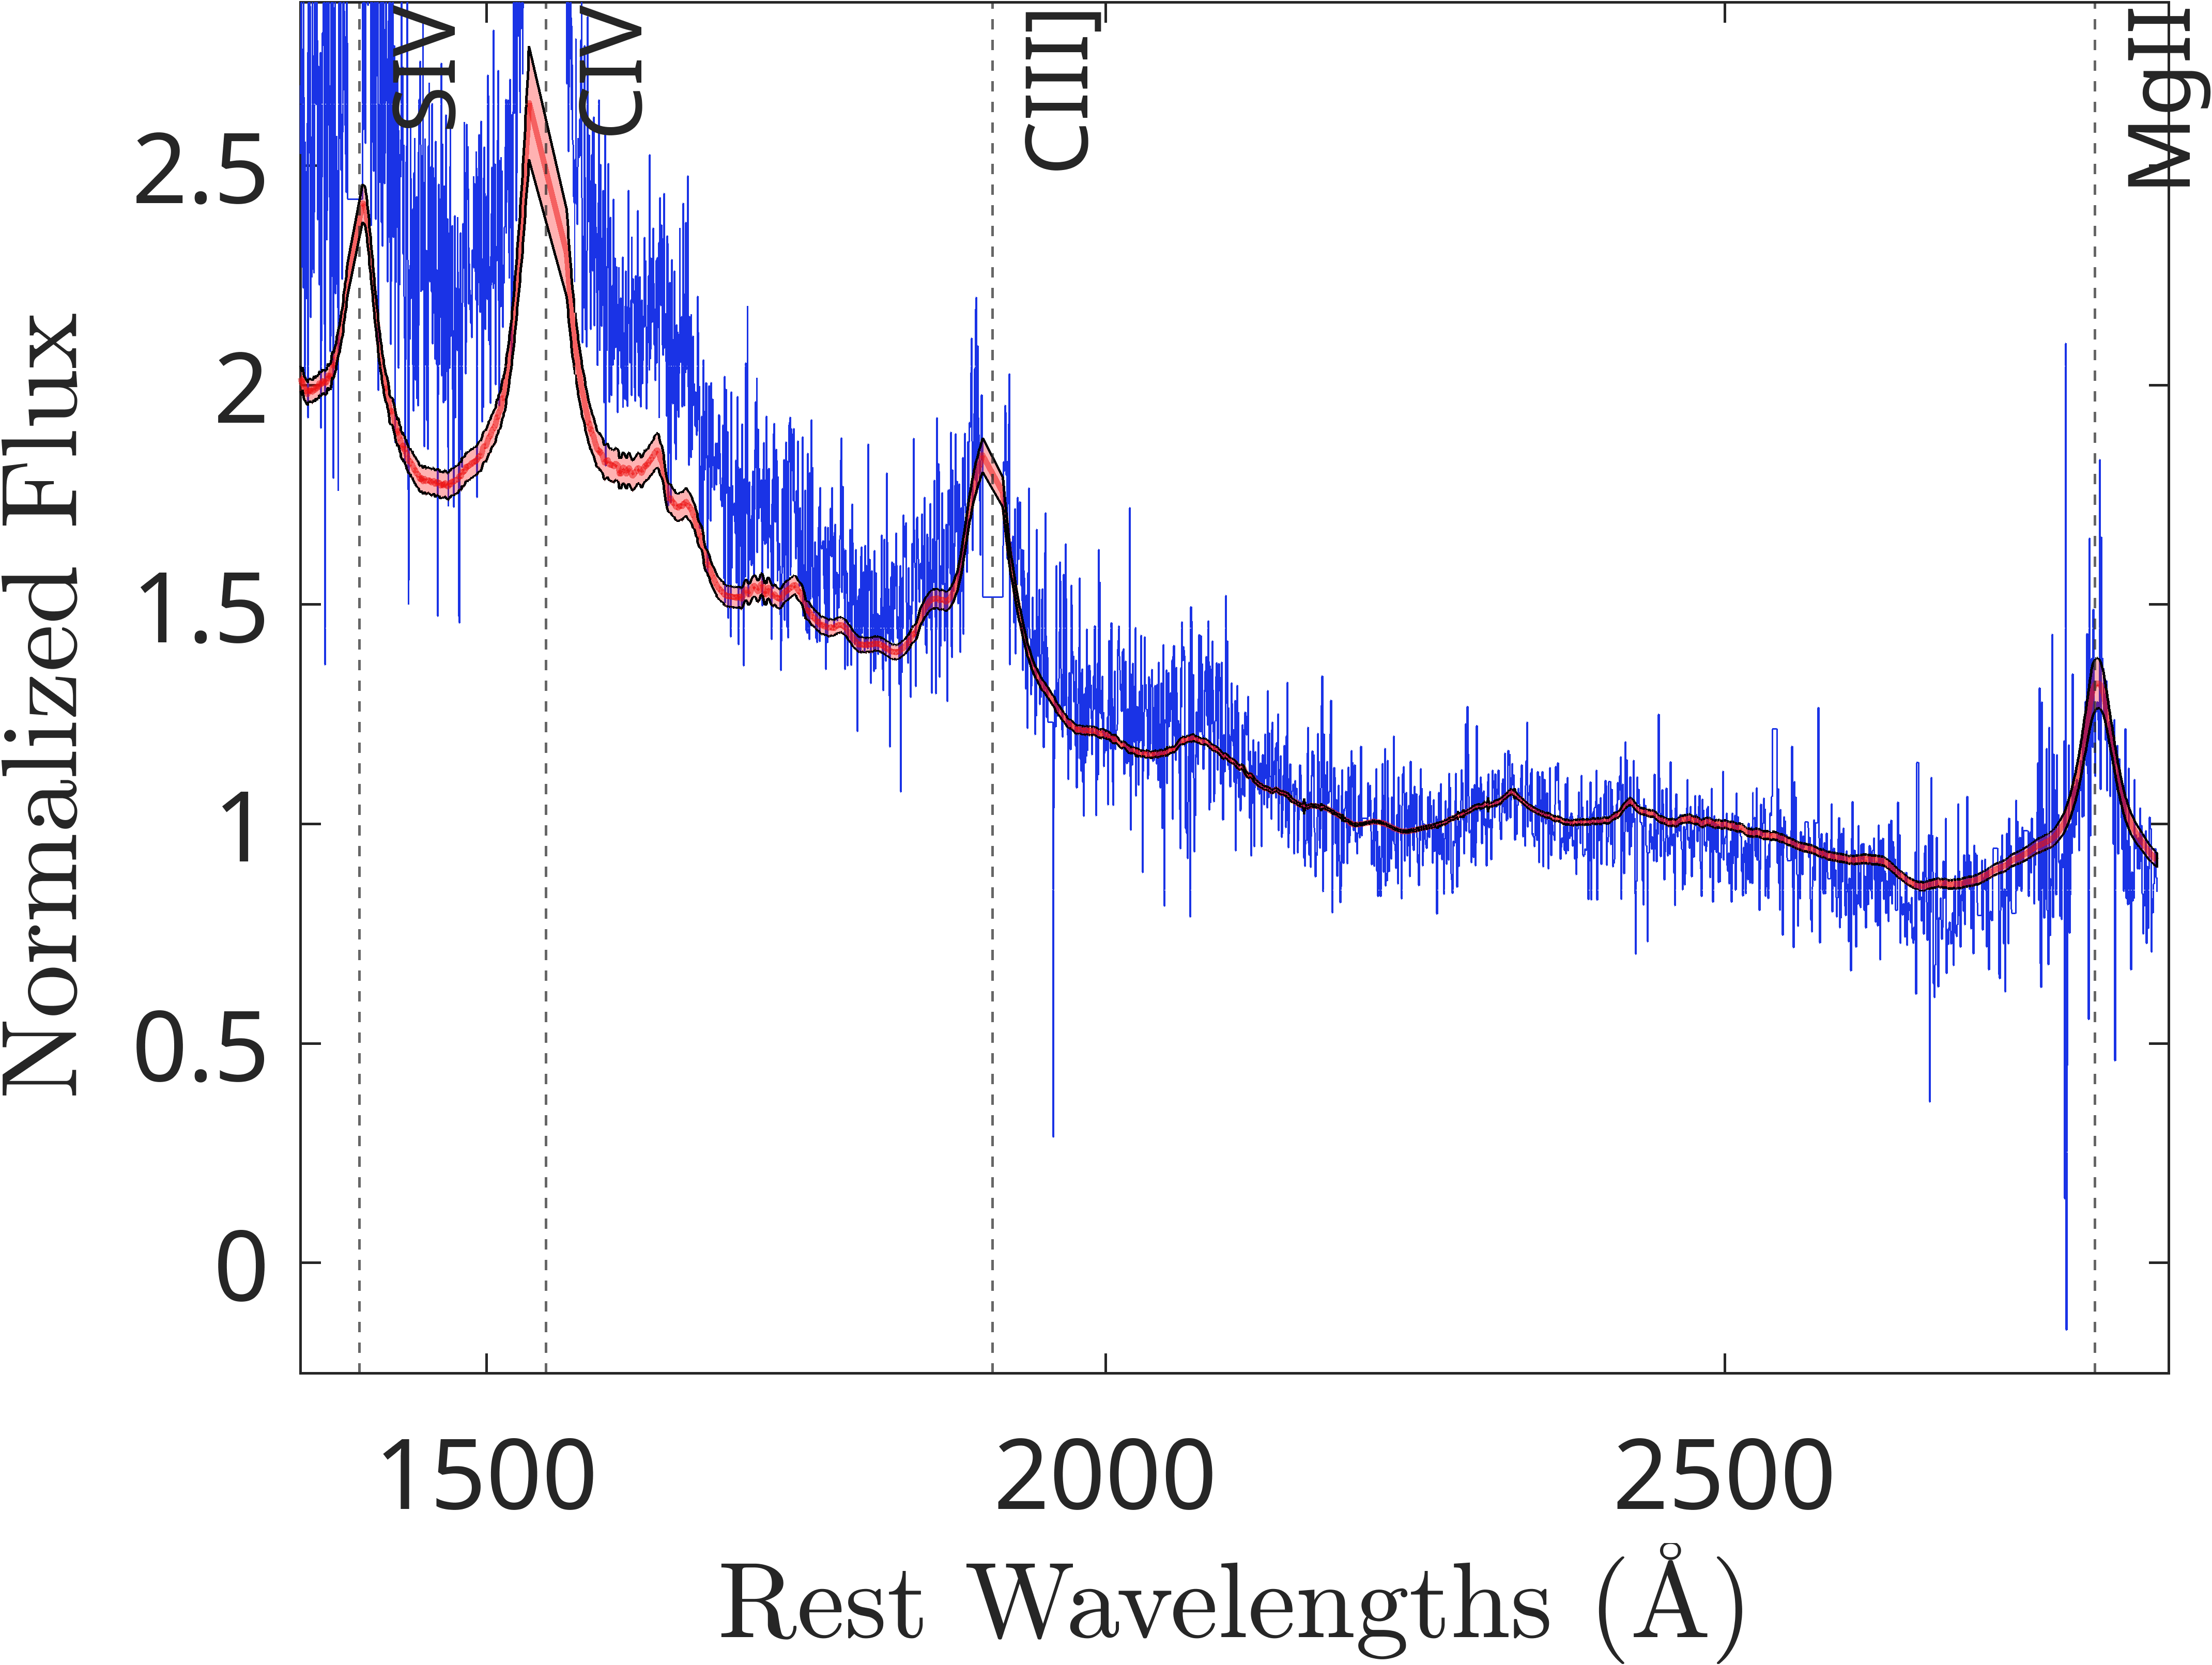 SIV
CIV
CIII]
MgII
2.5
2
1.5
1
0.5
0
Normalized Flux
1500
2000
2500
Rest Wavelengths (Å)